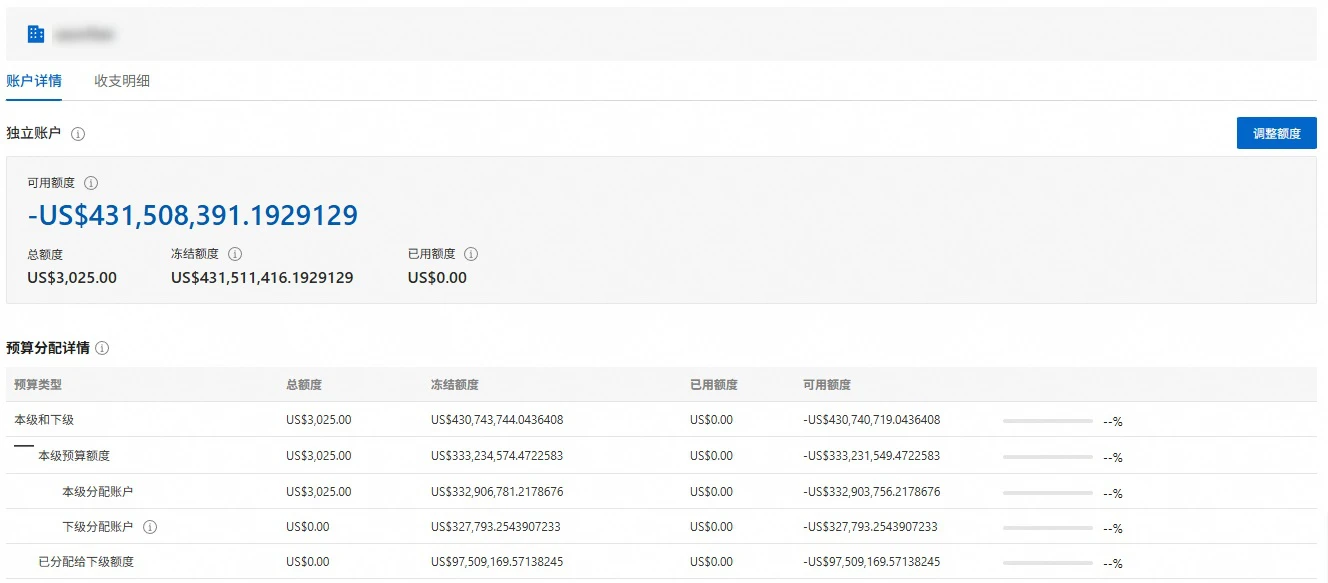 账户详情 收支明细
独立账户
调整额度
可用额度
-US$431,508,391.1929129
总额度 冻结额度 已用额度
US$3,025.00 US$431,511,416.1929129 US$0.00
预算分配详情
预算类型 总额度 冻结额度 已用额度 可用额度
本级和下级 US$3,025.00 US$430,743,744.0436408 US$0.00 -US$430,740,719.0436408 --%
本级预算额度 US$3,025.00 US$333,234,574.4722583 US$0.00 -US$333,231,549.4722583 --%
本级分配账户 US$3,025.00 US$332,906,781.2178676 US$0.00 -US$332,903,756.2178676 --%
下级分配账户 US$0.00 US$327,793.2543907233 US$0.00 -US$327,793.2543907233 --%
已分配给下级额度 US$0.00 US$97,509,169.57138245 US$0.00 -US$97,509,169.57138245 --%